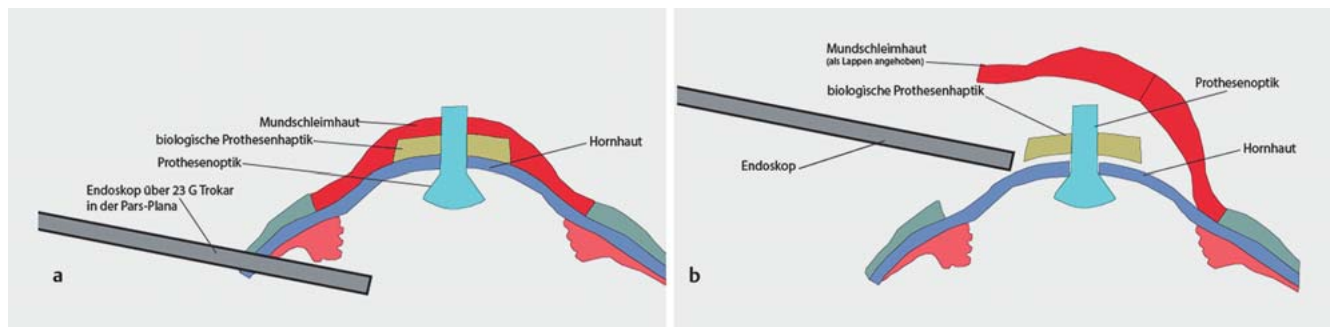 Mundschleimhaut
biologische Prothesenhaptik
Prothesenoptik
Hornhaut
Endoskop über 23 G Trokar
in der Pars-Plana
a
Mundschleimhaut
(als Lappen angehoben)
biologische Prothesenhaptik
Prothesenoptik
Endoskop
Hornhaut
b